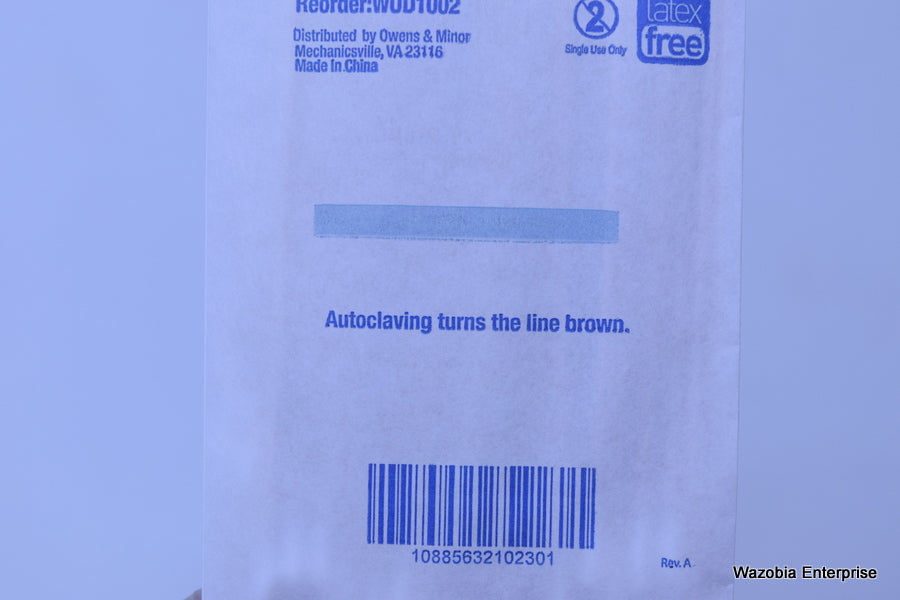 Reorder:WOD1002
Distributed by Owens & Minor
Mechanicsville, VA 23116
Made In China
2
Single Use Only
latex
free
Autoclaving turns the line brown.
10885632102301
Rev. A
Wazobia Enterprise